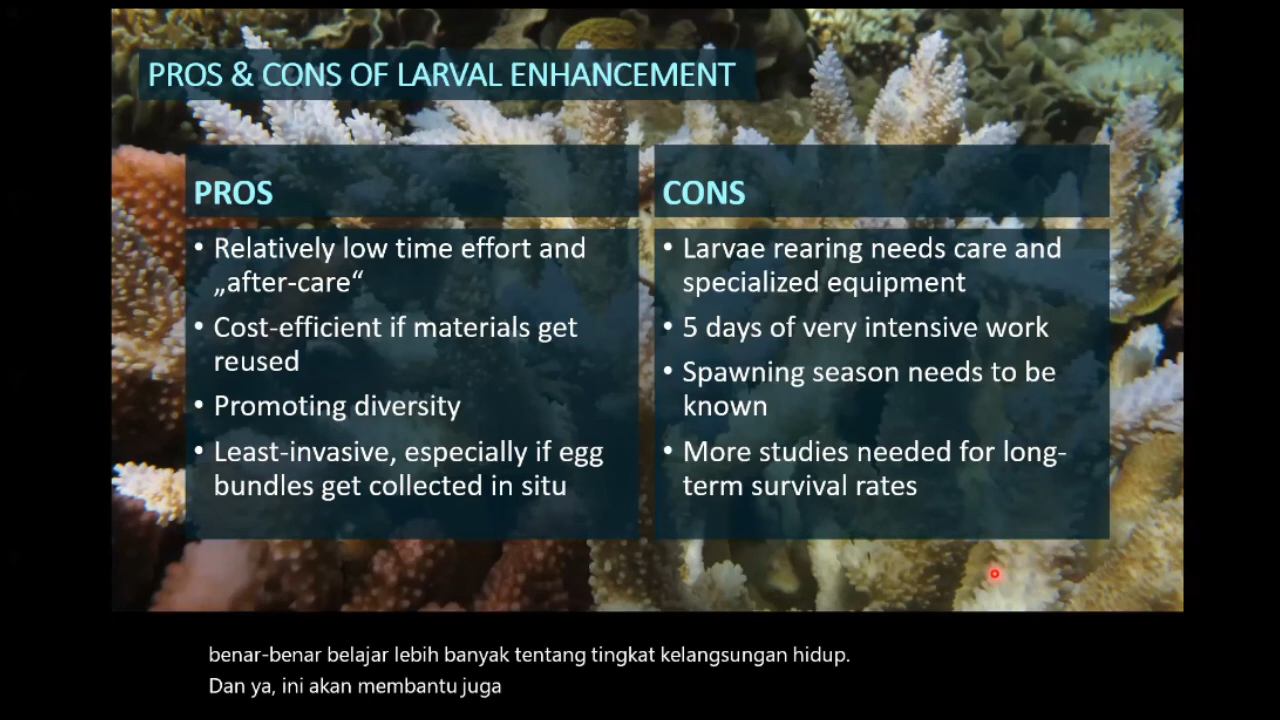 PROS & CONS OF LARVAL ENHANCEMENT
PROS
• Relatively low time effort and
„after-care“
• Cost-efficient if materials get
reused
• Promoting diversity
• Least-invasive, especially if egg
bundles get collected in situ
CONS
• Larvae rearing needs care and
specialized equipment
• 5 days of very intensive work
• Spawning season needs to be
known
• More studies needed for long-
term survival rates
benar-benar belajar lebih banyak tentang tingkat kelangsungan hidup.
Dan ya, ini akan membantu juga